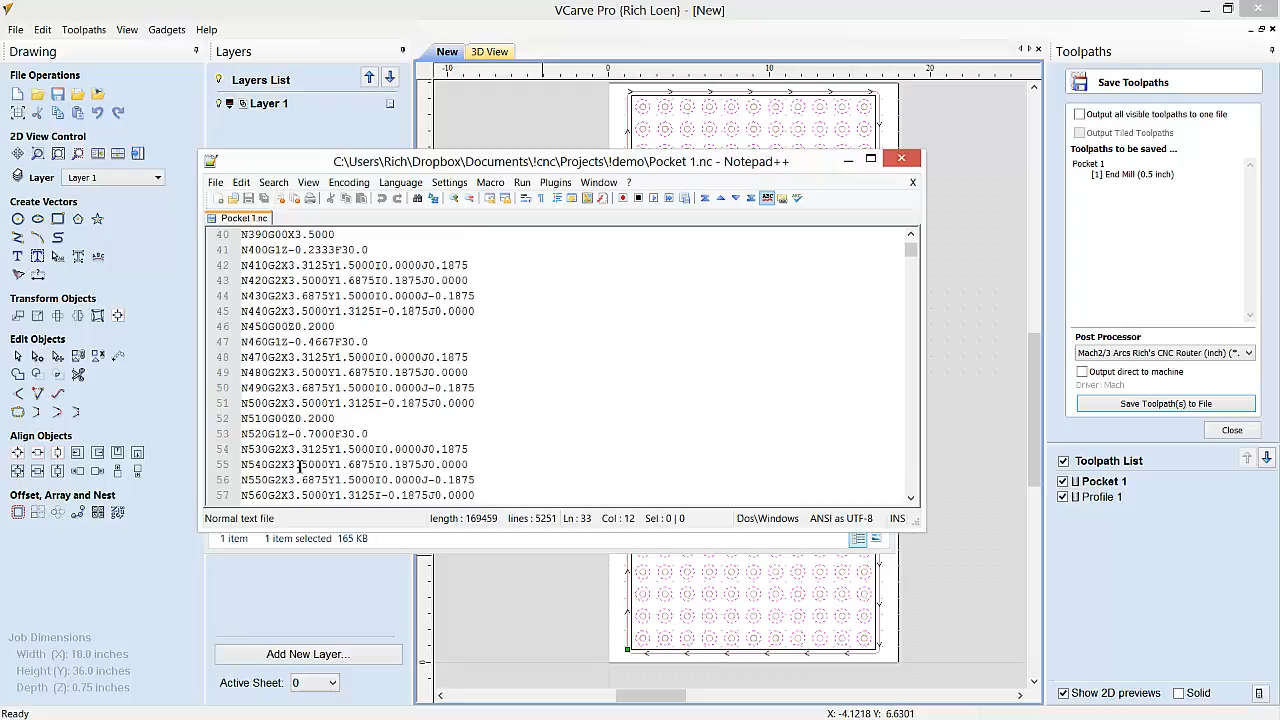 VCarve Pro {Rich Loen} - [New]
File Edit Toolpaths View Gadgets Help
Drawing
File Operations
2D View Control
Layer Layer 1
Create Vectors
Transform Objects
Edit Objects
Align Objects
Offset, Array and Nest
Job Dimensions
Width (X): 18.0 inches
Height (Y): 36.0 inches
Depth (Z): 0.75 inches
Ready
Layers
Layers List
Layer 1
Add New Layer...
Active Sheet: 0
New 3D View
-10 0 10 20
0
C:\Users\Rich\Dropbox\Documents\!cnc\Projects\!demo\Pocket 1.nc - Notepad++
File Edit Search View Encoding Language Settings Macro Run Plugins Window ? X
Pocket 1.nc
40 N390G00X3.5000
41 N400G1Z-0.2333F30.0
42 N410G2X3.3125Y1.5000I0.0000J0.1875
43 N420G2X3.5000Y1.6875I0.1875J0.0000
44 N430G2X3.6875Y1.5000I0.0000J-0.1875
45 N440G2X3.5000Y1.3125I-0.1875J0.0000
46 N450G00Z0.2000
47 N460G1Z-0.4667F30.0
48 N470G2X3.3125Y1.5000I0.0000J0.1875
49 N480G2X3.5000Y1.6875I0.1875J0.0000
50 N490G2X3.6875Y1.5000I0.0000J-0.1875
51 N500G2X3.5000Y1.3125I-0.1875J0.0000
52 N510G00Z0.2000
53 N520G1Z-0.7000F30.0
54 N530G2X3.3125Y1.5000I0.0000J0.1875
55 N540G2X3.5000Y1.6875I0.1875J0.0000
56 N550G2X3.6875Y1.5000I0.0000J-0.1875
57 N560G2X3.5000Y1.3125I-0.1875J0.0000
Normal text file length : 169459 lines : 5251 Ln : 33 Col : 12 Sel : 0 | 0 Dos\Windows ANSI as UTF-8 INS
1 item 1 item selected 165 KB
Toolpaths
Save Toolpaths
Output all visible toolpaths to one file
Output Tiled Toolpaths
Toolpaths to be saved ...
Pocket 1
[1] End Mill (0.5 inch)
Post Processor
Mach2/3 Arcs Rich's CNC Router (inch) (*.
Output direct to machine
Driver: Mach
Save Toolpath(s) to File
Close
Toolpath List
Pocket 1
Profile 1
Show 2D previews Solid
X: -4.1218 Y: 6.6301